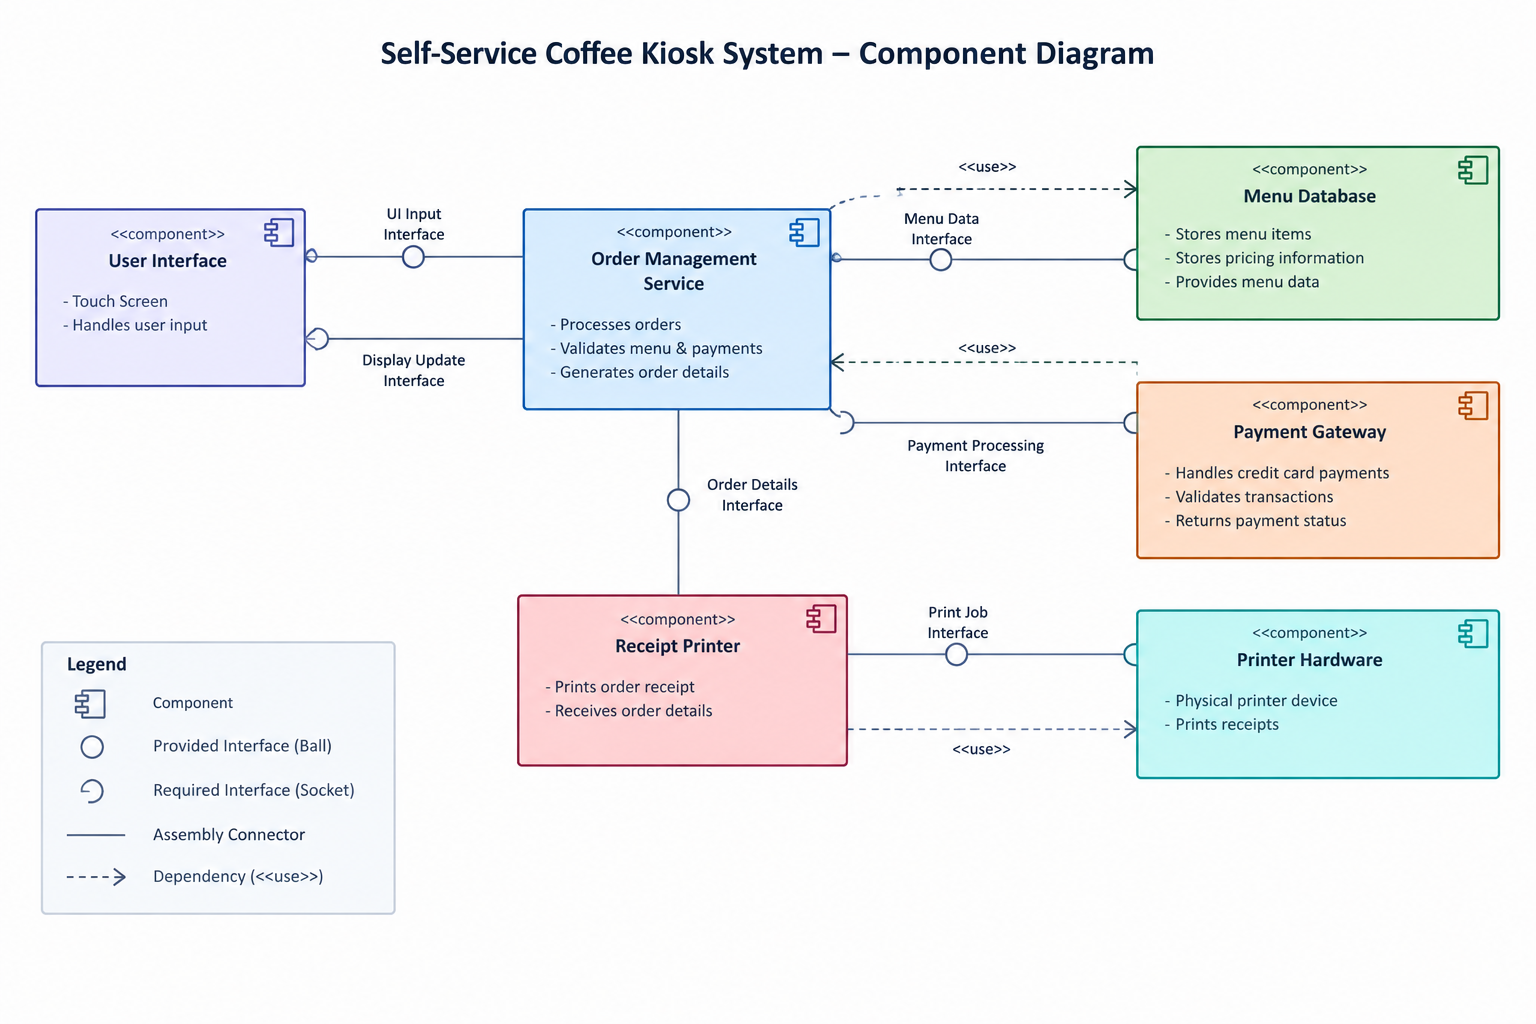 Self-Service Coffee Kiosk System – Component Diagram
<<component>>
User Interface
- Touch Screen
- Handles user input
UI Input
Interface
Display Update
Interface
<<component>>
Order Management
Service
- Processes orders
- Validates menu & payments
- Generates order details
<<use>>
Menu Data
Interface
<<component>>
Menu Database
- Stores menu items
- Stores pricing information
- Provides menu data
<<use>>
Payment Processing
Interface
<<component>>
Payment Gateway
- Handles credit card payments
- Validates transactions
- Returns payment status
Order Details
Interface
<<component>>
Receipt Printer
- Prints order receipt
- Receives order details
Print Job
Interface
<<use>>
<<component>>
Printer Hardware
- Physical printer device
- Prints receipts
Legend
Component
Provided Interface (Ball)
Required Interface (Socket)
Assembly Connector
Dependency (<<use>>)